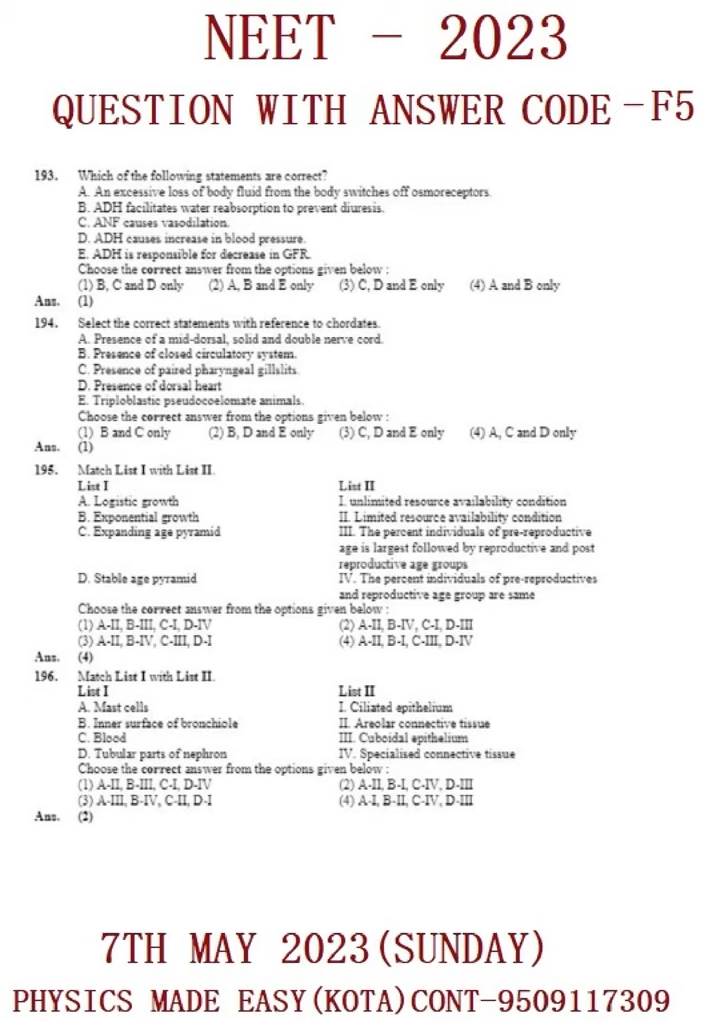 NEET - 2023
QUESTION WITH ANSWER CODE - F5
193. Which of the following statements are correct?
A. An excessive loss of body fluid from the body switches off osmoreceptors.
B. ADH facilitates water reabsorption to prevent diuresis.
C. ANF causes vasodilation.
D. ADH causes increase in blood pressure.
E. ADH is responsible for decrease in GFR.
Choose the correct answer from the options given below :
(1) B, C and D only (2) A, B and E only (3) C, D and E only (4) A and B only
Ans. (1)
194. Select the correct statements with reference to chordates.
A. Presence of a mid-dorsal, solid and double nerve cord.
B. Presence of closed circulatory system.
C. Presence of paired pharyngeal gillslits.
D. Presence of dorsal heart
E. Triploblastic pseudocoelomate animals.
Choose the correct answer from the options given below :
(1) B and C only (2) B, D and E only (3) C, D and E only (4) A, C and D only
Ans. (1)
195. Match List I with List II.
List I List II
A. Logistic growth I. unlimited resource availability condition
B. Exponential growth II. Limited resource availability condition
C. Expanding age pyramid III. The percent individuals of pre-reproductive
age is largest followed by reproductive and post
reproductive age groups
D. Stable age pyramid IV. The percent individuals of pre-reproductives
and reproductive age group are same
Choose the correct answer from the options given below :
(1) A-II, B-III, C-I, D-IV (2) A-II, B-IV, C-I, D-III
(3) A-II, B-IV, C-III, D-I (4) A-II, B-I, C-III, D-IV
Ans. (4)
196. Match List I with List II.
List I List II
A. Mast cells I. Ciliated epithelium
B. Inner surface of bronchiole II. Areolar connective tissue
C. Blood III. Cuboidal epithelium
D. Tubular parts of nephron IV. Specialised connective tissue
Choose the correct answer from the options given below :
(1) A-II, B-III, C-I, D-IV (2) A-II, B-I, C-IV, D-III
(3) A-III, B-IV, C-II, D-I (4) A-I, B-II, C-IV, D-III
Ans. (2)
7TH MAY 2023(SUNDAY)
PHYSICS MADE EASY(KOTA)CONT-9509117309